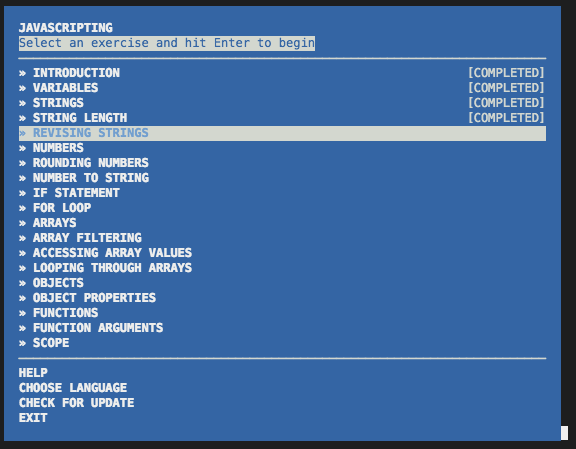 JAVASCRIPTING
Select an exercise and hit Enter to begin
» INTRODUCTION [COMPLETED]
» VARIABLES [COMPLETED]
» STRINGS [COMPLETED]
» STRING LENGTH [COMPLETED]
» REVISING STRINGS
» NUMBERS
» ROUNDING NUMBERS
» NUMBER TO STRING
» IF STATEMENT
» FOR LOOP
» ARRAYS
» ARRAY FILTERING
» ACCESSING ARRAY VALUES
» LOOPING THROUGH ARRAYS
» OBJECTS
» OBJECT PROPERTIES
» FUNCTIONS
» FUNCTION ARGUMENTS
» SCOPE
HELP
CHOOSE LANGUAGE
CHECK FOR UPDATE
EXIT